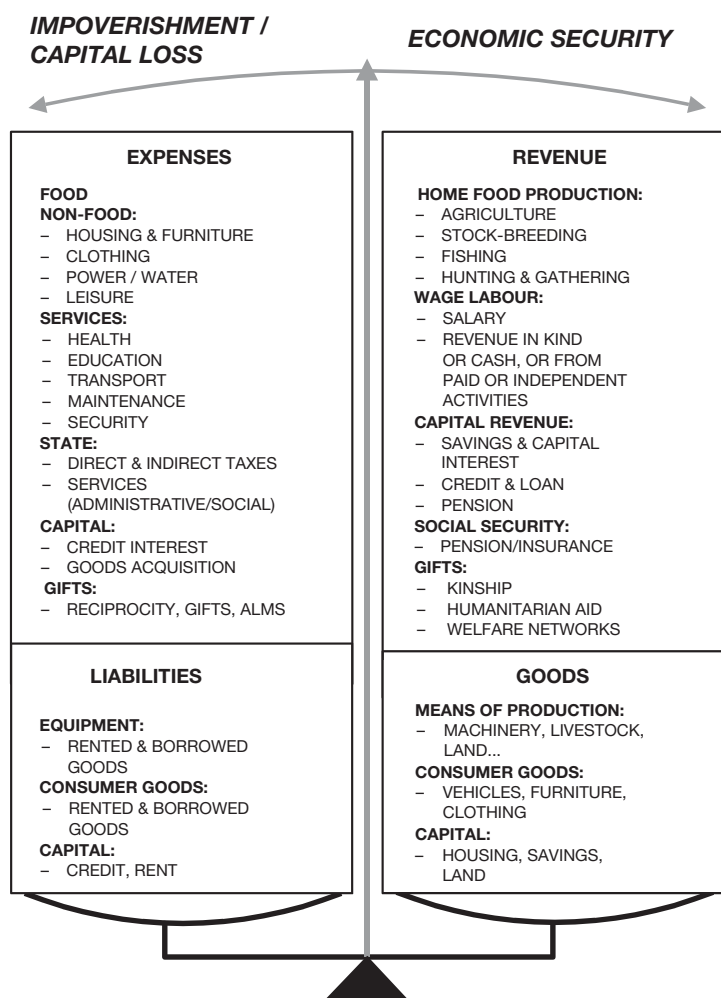 IMPOVERISHMENT /
CAPITAL LOSS
ECONOMIC SECURITY
EXPENSES
FOOD
NON-FOOD:
– HOUSING & FURNITURE
– CLOTHING
– POWER / WATER
– LEISURE
SERVICES:
– HEALTH
– EDUCATION
– TRANSPORT
– MAINTENANCE
– SECURITY
STATE:
– DIRECT & INDIRECT TAXES
– SERVICES
(ADMINISTRATIVE/SOCIAL)
CAPITAL:
– CREDIT INTEREST
– GOODS ACQUISITION
GIFTS:
– RECIPROCITY, GIFTS, ALMS
LIABILITIES
EQUIPMENT:
– RENTED & BORROWED
GOODS
CONSUMER GOODS:
– RENTED & BORROWED
GOODS
CAPITAL:
– CREDIT, RENT
REVENUE
HOME FOOD PRODUCTION:
– AGRICULTURE
– STOCK-BREEDING
– FISHING
– HUNTING & GATHERING
WAGE LABOUR:
– SALARY
– REVENUE IN KIND
OR CASH, OR FROM
PAID OR INDEPENDENT
ACTIVITIES
CAPITAL REVENUE:
– SAVINGS & CAPITAL
INTEREST
– CREDIT & LOAN
– PENSION
SOCIAL SECURITY:
– PENSION/INSURANCE
GIFTS:
– KINSHIP
– HUMANITARIAN AID
– WELFARE NETWORKS
GOODS
MEANS OF PRODUCTION:
– MACHINERY, LIVESTOCK,
LAND...
CONSUMER GOODS:
– VEHICLES, FURNITURE,
CLOTHING
CAPITAL:
– HOUSING, SAVINGS,
LAND